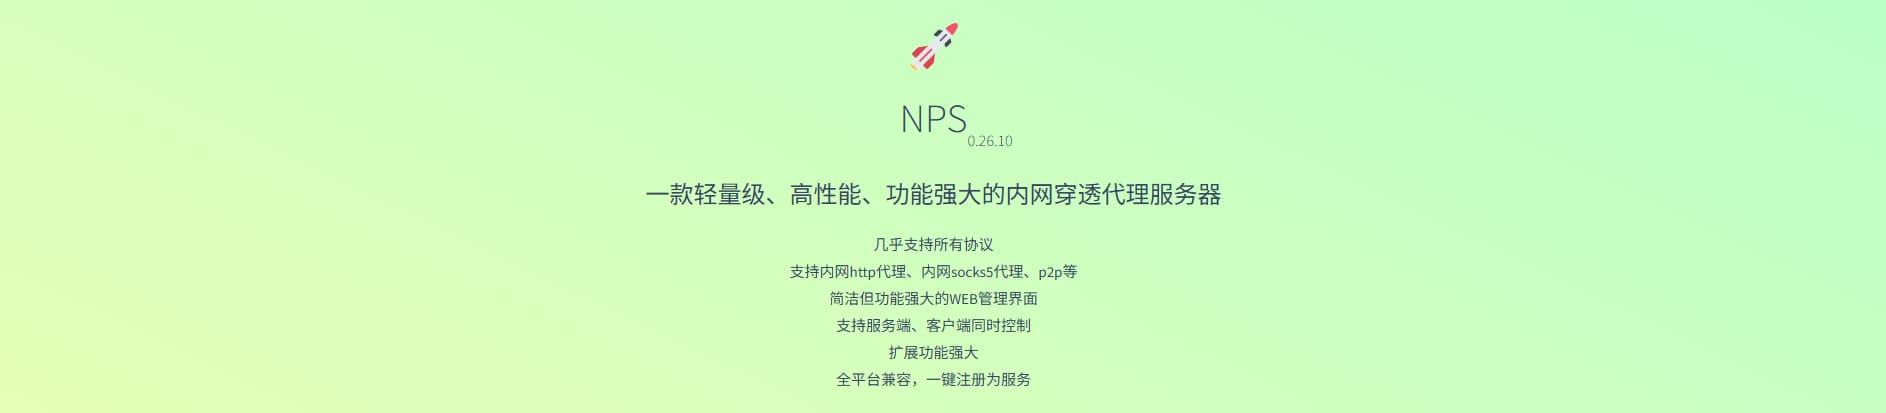 NPS
0.26.10
一款轻量级、高性能、功能强大的内网穿透代理服务器
几乎支持所有协议
支持内网http代理、内网socks5代理、p2p等
简洁但功能强大的WEB管理界面
支持服务端、客户端同时控制
扩展功能强大
全平台兼容，一键注册为服务